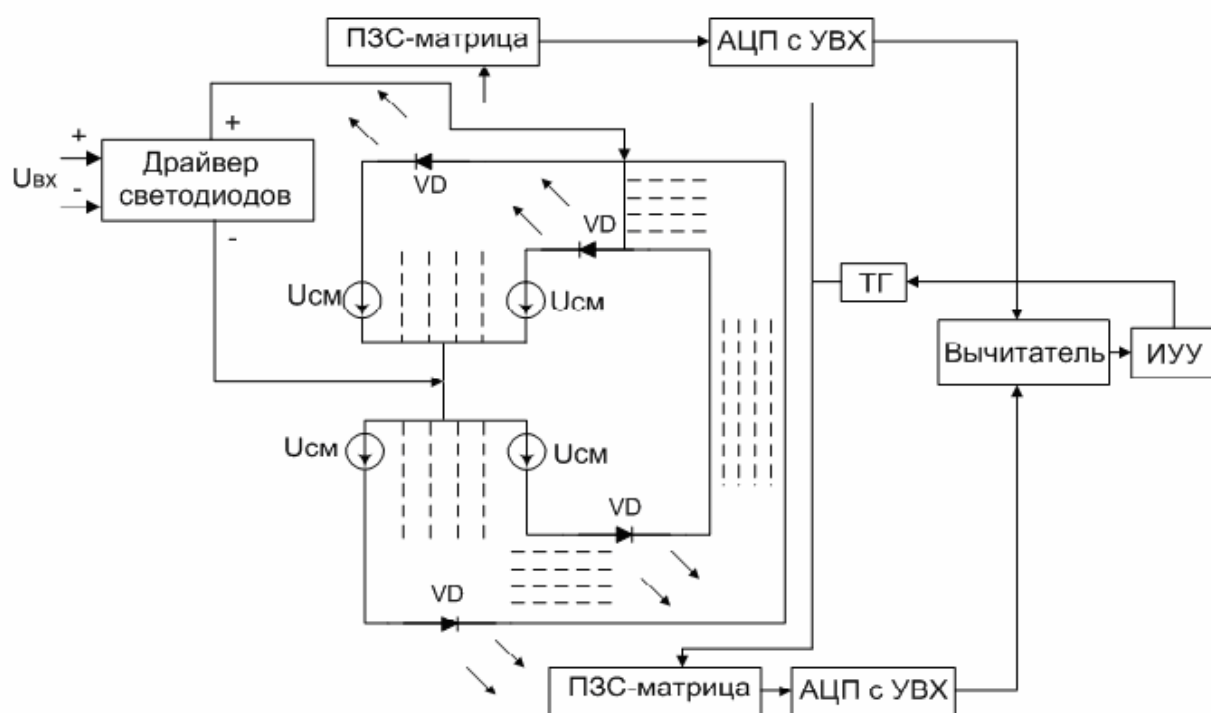 ПЗС-матрица
АЦП с УВХ
+
+
Uвх
-
Драйвер
светодиодов
-
VD
VD
Uсм
Uсм
ТГ
Вычитатель
ИУУ
Uсм
Uсм
VD
VD
ПЗС-матрица
АЦП с УВХ